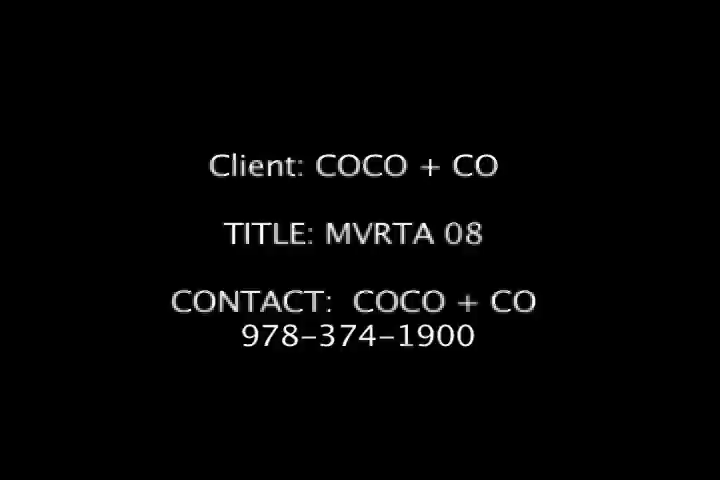 Client: COCO + CO
TITLE: MVRTA 08
CONTACT:  COCO + CO
978-374-1900